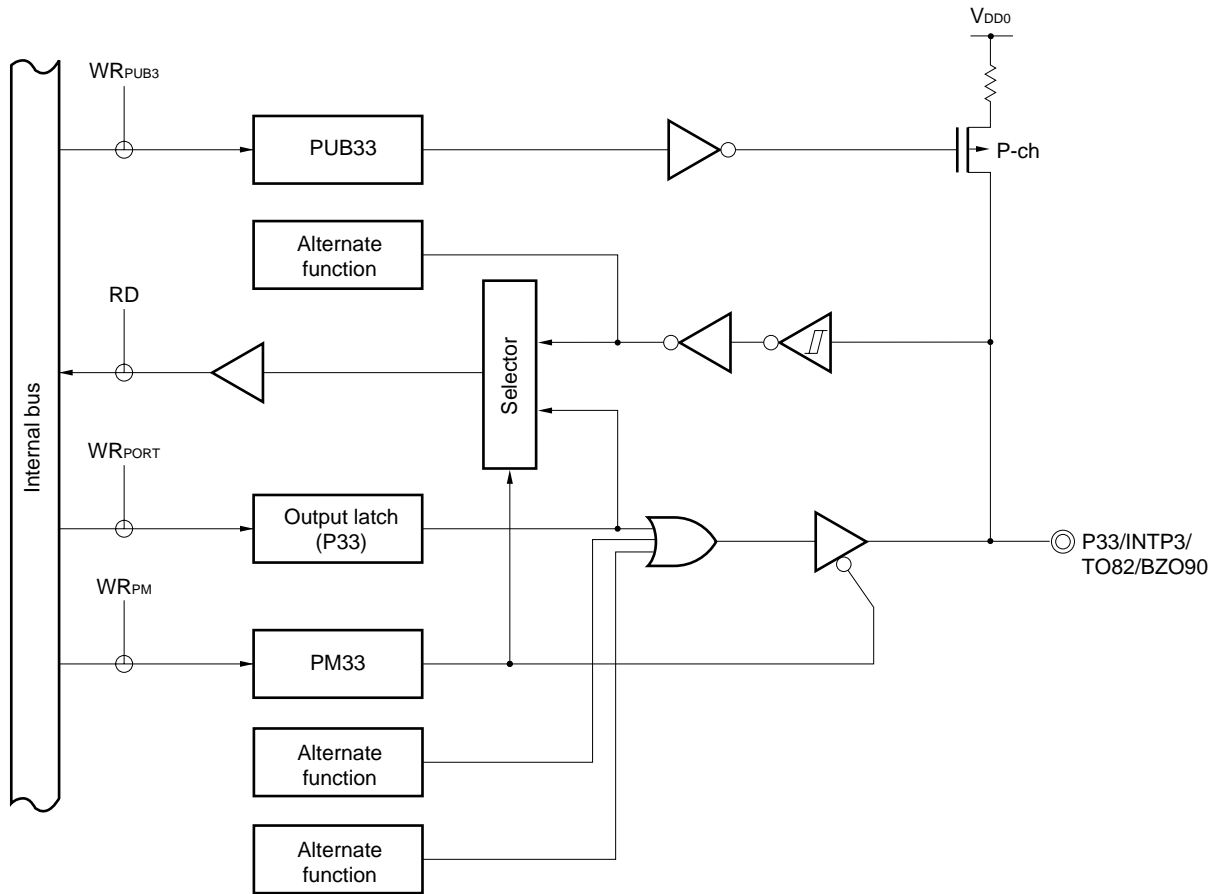 VDD0
WRPUB3
PUB33
P-ch
Alternate
function
RD
Selector
Internal bus
WRPORT
Output latch
(P33)
P33/INTP3/
TO82/BZO90
WRPM
PM33
Alternate
function
Alternate
function